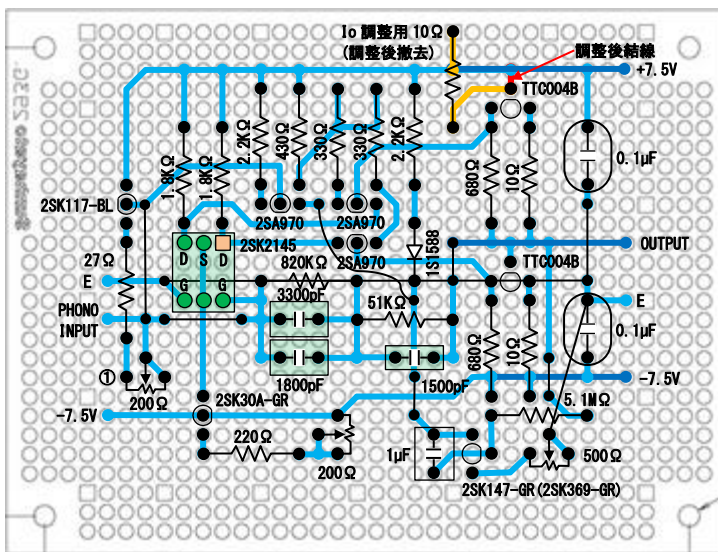 Io 調整用 10Ω
(調整後撤去)
調整後結線
+7.5V
TTC004B
2.2KΩ
430Ω
330Ω
330Ω
2.2KΩ
1.8KΩ
1.8KΩ
680Ω
10Ω
0.1μF
2SK117-BL
2SA970
2SA970
2SK2145
D S D
G G
2SA970
1S1588
OUTPUT
27Ω
820KΩ
TTC004B
E
3300pF
51KΩ
E
PHONO
INPUT
0.1μF
680Ω
10Ω
1800pF
1500pF
-7.5V
①
200Ω
2SK30A-GR
5.1MΩ
-7.5V
220Ω
200Ω
1μF
500Ω
2SK147-GR(2SK369-GR)